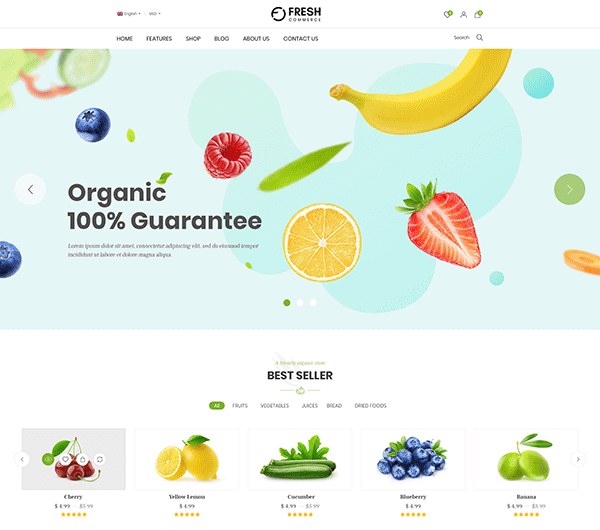 English USD
FRESH
COMMERCE
0 0
HOME FEATURES SHOP BLOG ABOUT US CONTACT US Search
Organic
100% Guarantee
Lorem ipsum dolor sit amet, consectetur adipiscing elit, sed do eiusmod tempor
incididunt ut labore et dolore magna aliqua.
A friendly organic store
BEST SELLER
All FRUITS VEGETABLES JUICES BREAD DRIED FOODS
Cherry Yellow Lemon Cucumber Blueberry Banana
$ 4.99 - $5.99 $ 4.99 $ 4.99 - $5.99 $ 4.99 $ 4.99 - $5.99